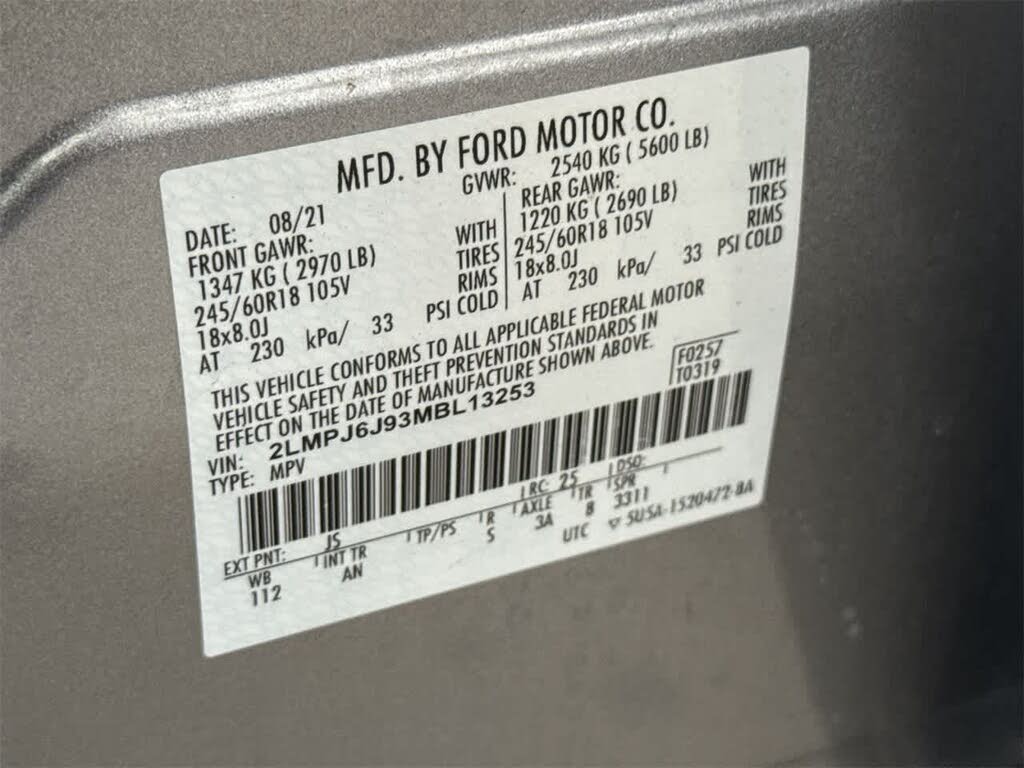 MFD. BY FORD MOTOR CO.
DATE: 08/21 GVWR: 2540 KG ( 5600 LB)
FRONT GAWR: REAR GAWR:
1347 KG ( 2970 LB) WITH 1220 KG ( 2690 LB) WITH
245/60R18 105V TIRES 245/60R18 105V TIRES
18x8.0J RIMS 18x8.0J RIMS
AT 230 kPa/ 33 PSI COLD AT 230 kPa/ 33 PSI COLD
THIS VEHICLE CONFORMS TO ALL APPLICABLE FEDERAL MOTOR
VEHICLE SAFETY AND THEFT PREVENTION STANDARDS IN
EFFECT ON THE DATE OF MANUFACTURE SHOWN ABOVE.
F0257
T0319
VIN: 2LMPJ6J93MBL13253
TYPE: MPV
EXT PNT: JS RC: 25 DSO:
WB INT TR TP/PS R AXLE TR SPR
112 AN S 3A B 3311
UTC ▽ 5U5A-1520472-BA